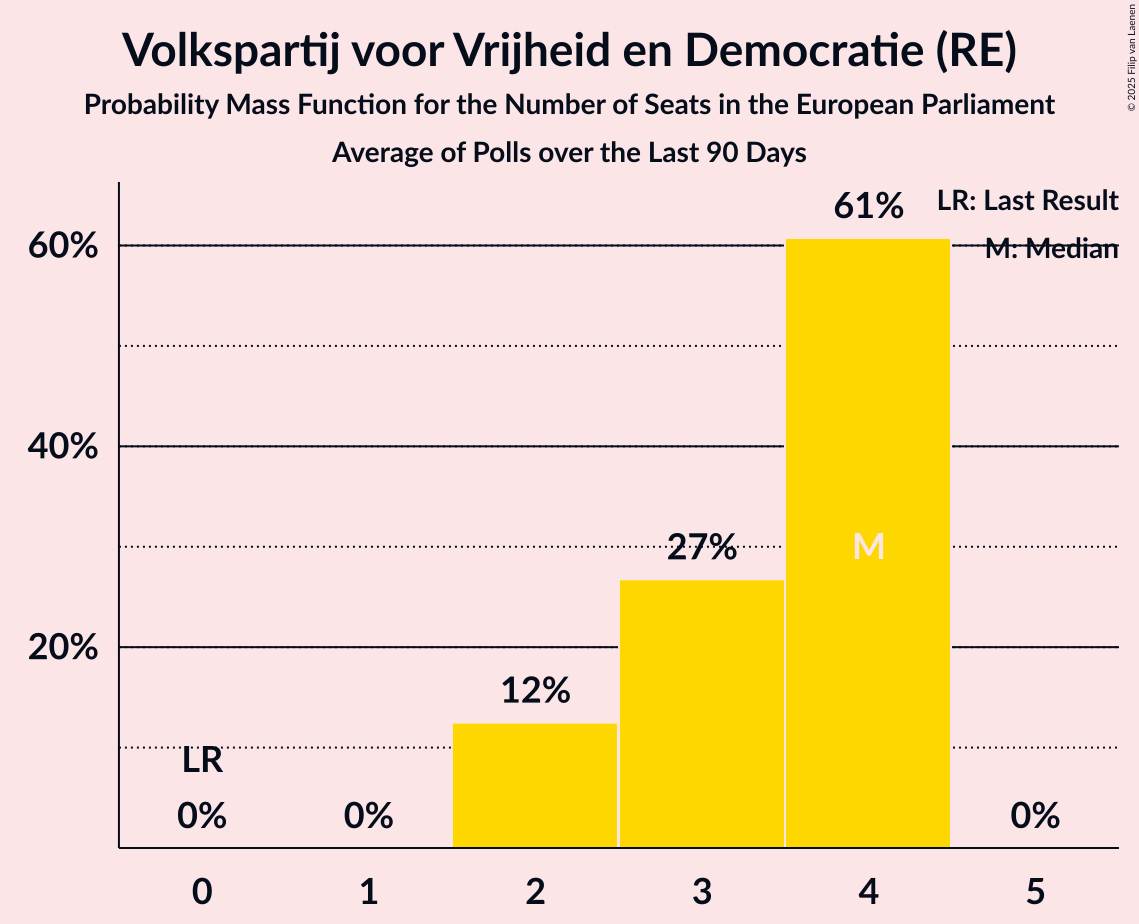 Volkspartij voor Vrijheid en Democratie (RE)
Probability Mass Function for the Number of Seats in the European Parliament
Average of Polls over the Last 90 Days
© 2025 Filip van Laenen
LR: Last Result
M: Median
61%
60%
40%
27%
M
20%
12%
LR
0%
0%
0%
0 1 2 3 4 5